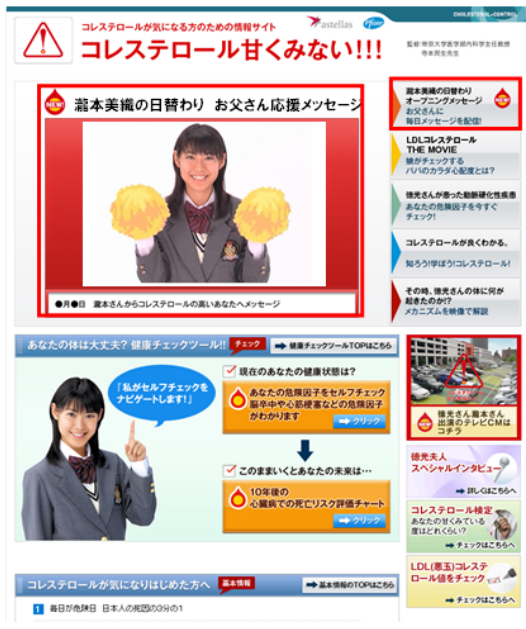 CHOLESTEROL-CONTROL
コレステロールが気になる方のための情報サイト
astellas
Pfizer
コレステロール甘くみない!!!
監修:帝京大学医学部内科学主任教授
寺本民生先生
NEW!
瀧本美織の日替わり お父さん応援メッセージ
●月●日 瀧本さんからコレステロールの高いあなたへメッセージ
瀧本美織の日替わり
オープニングメッセージ
お父さんに
毎日メッセージを配信!
NEW!
LDLコレステロール
THE MOVIE
娘がチェックする
パパのカラダ心配度とは?
徳光さんが患った動脈硬化性疾患
あなたの危険因子を今すぐ
チェック!
コレステロールが良くわかる。
知ろう!学ぼう!コレステロール!
その時、徳光さんの体に何が
起きたのか!?
メカニズムを映像で解説
あなたの体は大丈夫? 健康チェックツール!!
チェック
健康チェックツールTOPはこちら
『私がセルフチェックを
ナビゲートします!』
現在のあなたの健康状態は?
あなたの危険因子をセルフチェック
脳卒中や心筋梗塞などの危険因子
がわかります
クリック
このままいくとあなたの未来は…
10年後の
心臓病での死亡リスク評価チャート
クリック
徳光さん瀧本さん
出演のテレビCMは
コチラ
徳光夫人
スペシャルインタビュー
詳しくはこちらへ
コレステロール検定
あなたの甘くみている
度はどれくらい?
チェックはこちらへ
LDL(悪玉)コレステ
ロール値をチェック
チェックはこちらへ
コレステロールが気になりはじめた方へ
基本情報
基本情報のTOPはこちら
1 毎日が危険日 日本人の死因の3分の1